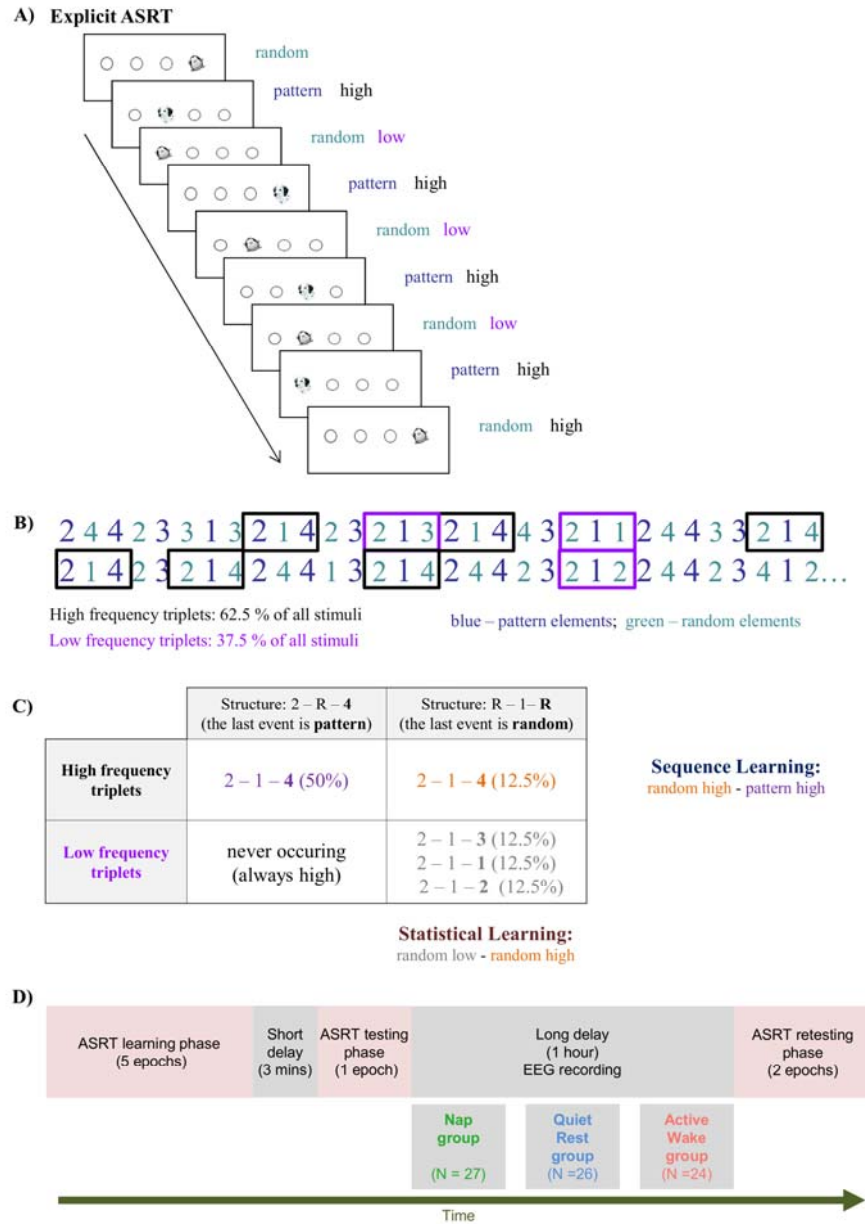 A) Explicit ASRT
random
pattern high
random low
pattern high
random low
pattern high
random low
pattern high
random high
B)
2 4 4 2 3 3 1 3 2 1 4 2 3 2 1 3 2 1 4 4 3 2 1 1 2 4 4 3 3 2 1 4
2 1 4 2 3 2 1 4 2 4 4 1 3 2 1 4 2 4 4 2 3 2 1 2 2 4 4 2 3 4 1 2...
High frequency triplets: 62.5 % of all stimuli
Low frequency triplets: 37.5 % of all stimuli
blue – pattern elements; green – random elements
C)
Structure: 2 – R – 4
(the last event is pattern)
Structure: R – 1– R
(the last event is random)
High frequency
triplets
2 – 1 – 4 (50%)
2 – 1 – 4 (12.5%)
Low frequency
triplets
never occuring
(always high)
2 – 1 – 3 (12.5%)
2 – 1 – 1 (12.5%)
2 – 1 – 2 (12.5%)
Sequence Learning:
random high - pattern high
Statistical Learning:
random low - random high
D)
ASRT learning phase
(5 epochs)
Short
delay
(3 mins)
ASRT testing
phase
(1 epoch)
Long delay
(1 hour)
EEG recording
ASRT retesting
phase
(2 epochs)
Nap
group
(N = 27)
Quiet
Rest
group
(N =26)
Active
Wake
group
(N =24)
Time